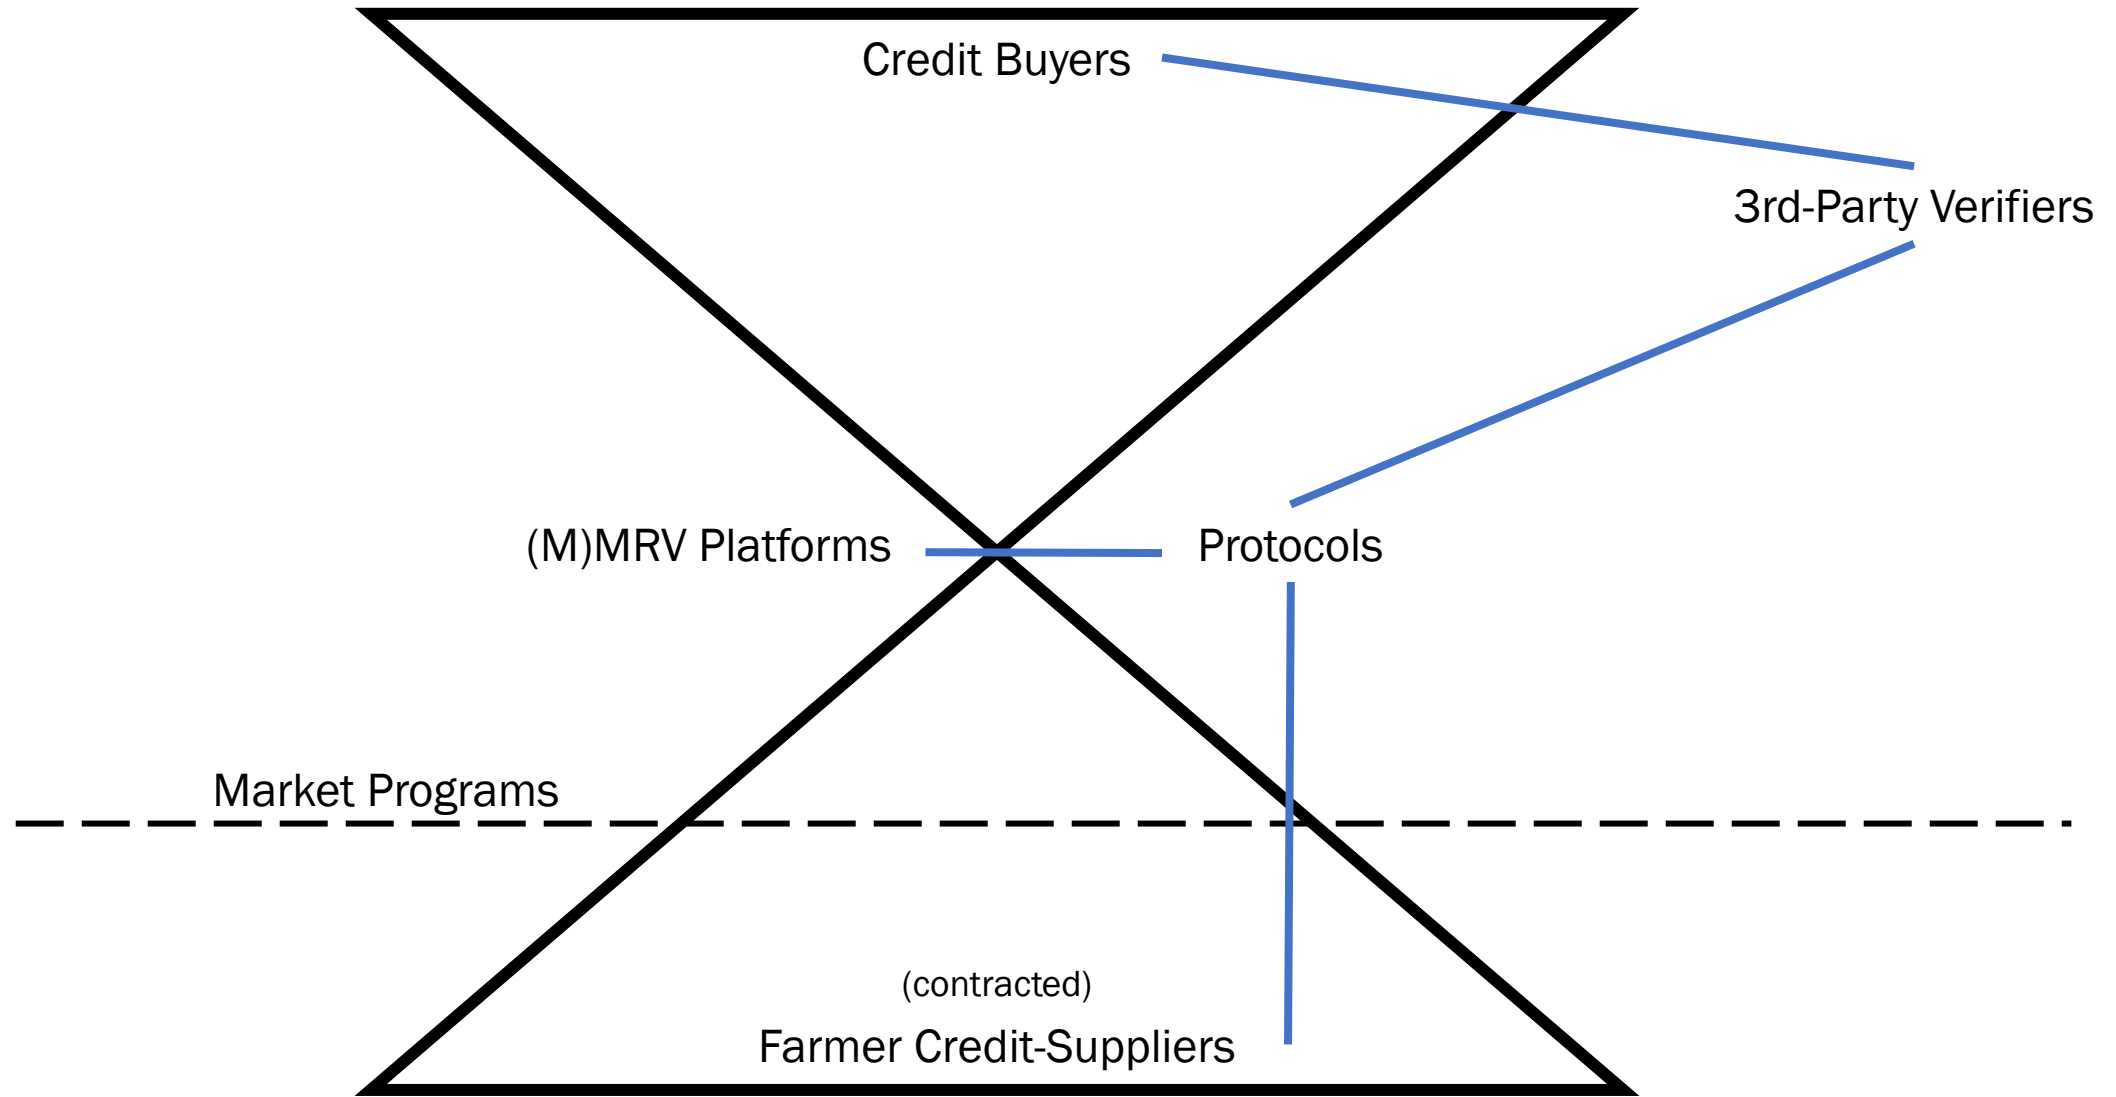 Credit Buyers
3rd-Party Verifiers
(M)MRV Platforms
Protocols
Market Programs
(contracted)
Farmer Credit-Suppliers